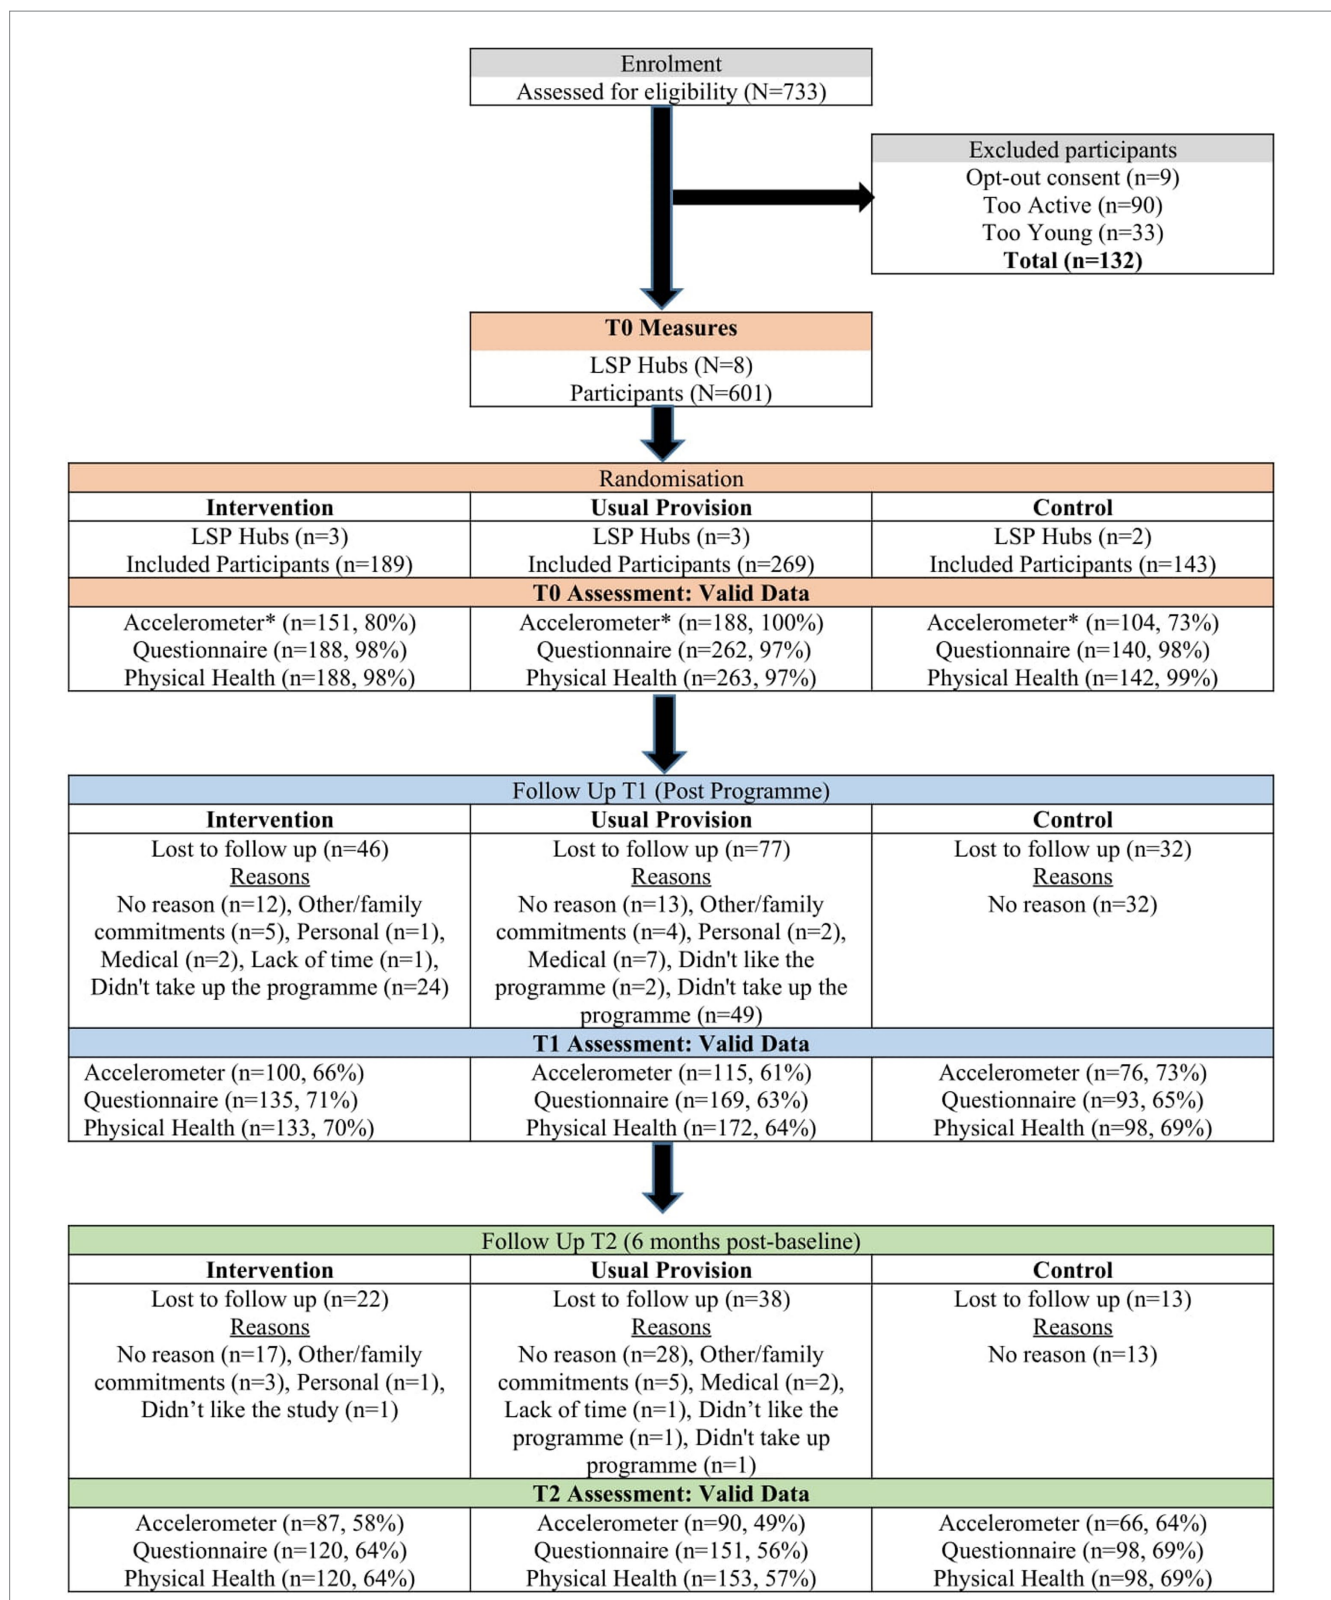 Enrolment
Assessed for eligibility (N=733)
Excluded participants
Opt-out consent (n=9)
Too Active (n=90)
Too Young (n=33)
Total (n=132)
T0 Measures
LSP Hubs (N=8)
Participants (N=601)
Randomisation
Intervention
LSP Hubs (n=3)
Included Participants (n=189)
Usual Provision
LSP Hubs (n=3)
Included Participants (n=269)
Control
LSP Hubs (n=2)
Included Participants (n=143)
T0 Assessment: Valid Data
Accelerometer* (n=151, 80%)
Questionnaire (n=188, 98%)
Physical Health (n=188, 98%)
Accelerometer* (n=188, 100%)
Questionnaire (n=262, 97%)
Physical Health (n=263, 97%)
Accelerometer* (n=104, 73%)
Questionnaire (n=140, 98%)
Physical Health (n=142, 99%)
Follow Up T1 (Post Programme)
Intervention
Lost to follow up (n=46)
Reasons
No reason (n=12), Other/family
commitments (n=5), Personal (n=1),
Medical (n=2), Lack of time (n=1),
Didn't take up the programme (n=24)
Usual Provision
Lost to follow up (n=77)
Reasons
No reason (n=13), Other/family
commitments (n=4), Personal (n=2),
Medical (n=7), Didn't like the
programme (n=2), Didn't take up the
programme (n=49)
Control
Lost to follow up (n=32)
Reasons
No reason (n=32)
T1 Assessment: Valid Data
Accelerometer (n=100, 66%)
Questionnaire (n=135, 71%)
Physical Health (n=133, 70%)
Accelerometer (n=115, 61%)
Questionnaire (n=169, 63%)
Physical Health (n=172, 64%)
Accelerometer (n=76, 73%)
Questionnaire (n=93, 65%)
Physical Health (n=98, 69%)
Follow Up T2 (6 months post-baseline)
Intervention
Lost to follow up (n=22)
Reasons
No reason (n=17), Other/family
commitments (n=3), Personal (n=1),
Didn’t like the study (n=1)
Usual Provision
Lost to follow up (n=38)
Reasons
No reason (n=28), Other/family
commitments (n=5), Medical (n=2),
Lack of time (n=1), Didn’t like the
programme (n=1), Didn't take up
programme (n=1)
Control
Lost to follow up (n=13)
Reasons
No reason (n=13)
T2 Assessment: Valid Data
Accelerometer (n=87, 58%)
Questionnaire (n=120, 64%)
Physical Health (n=120, 64%)
Accelerometer (n=90, 49%)
Questionnaire (n=151, 56%)
Physical Health (n=153, 57%)
Accelerometer (n=66, 64%)
Questionnaire (n=98, 69%)
Physical Health (n=98, 69%)